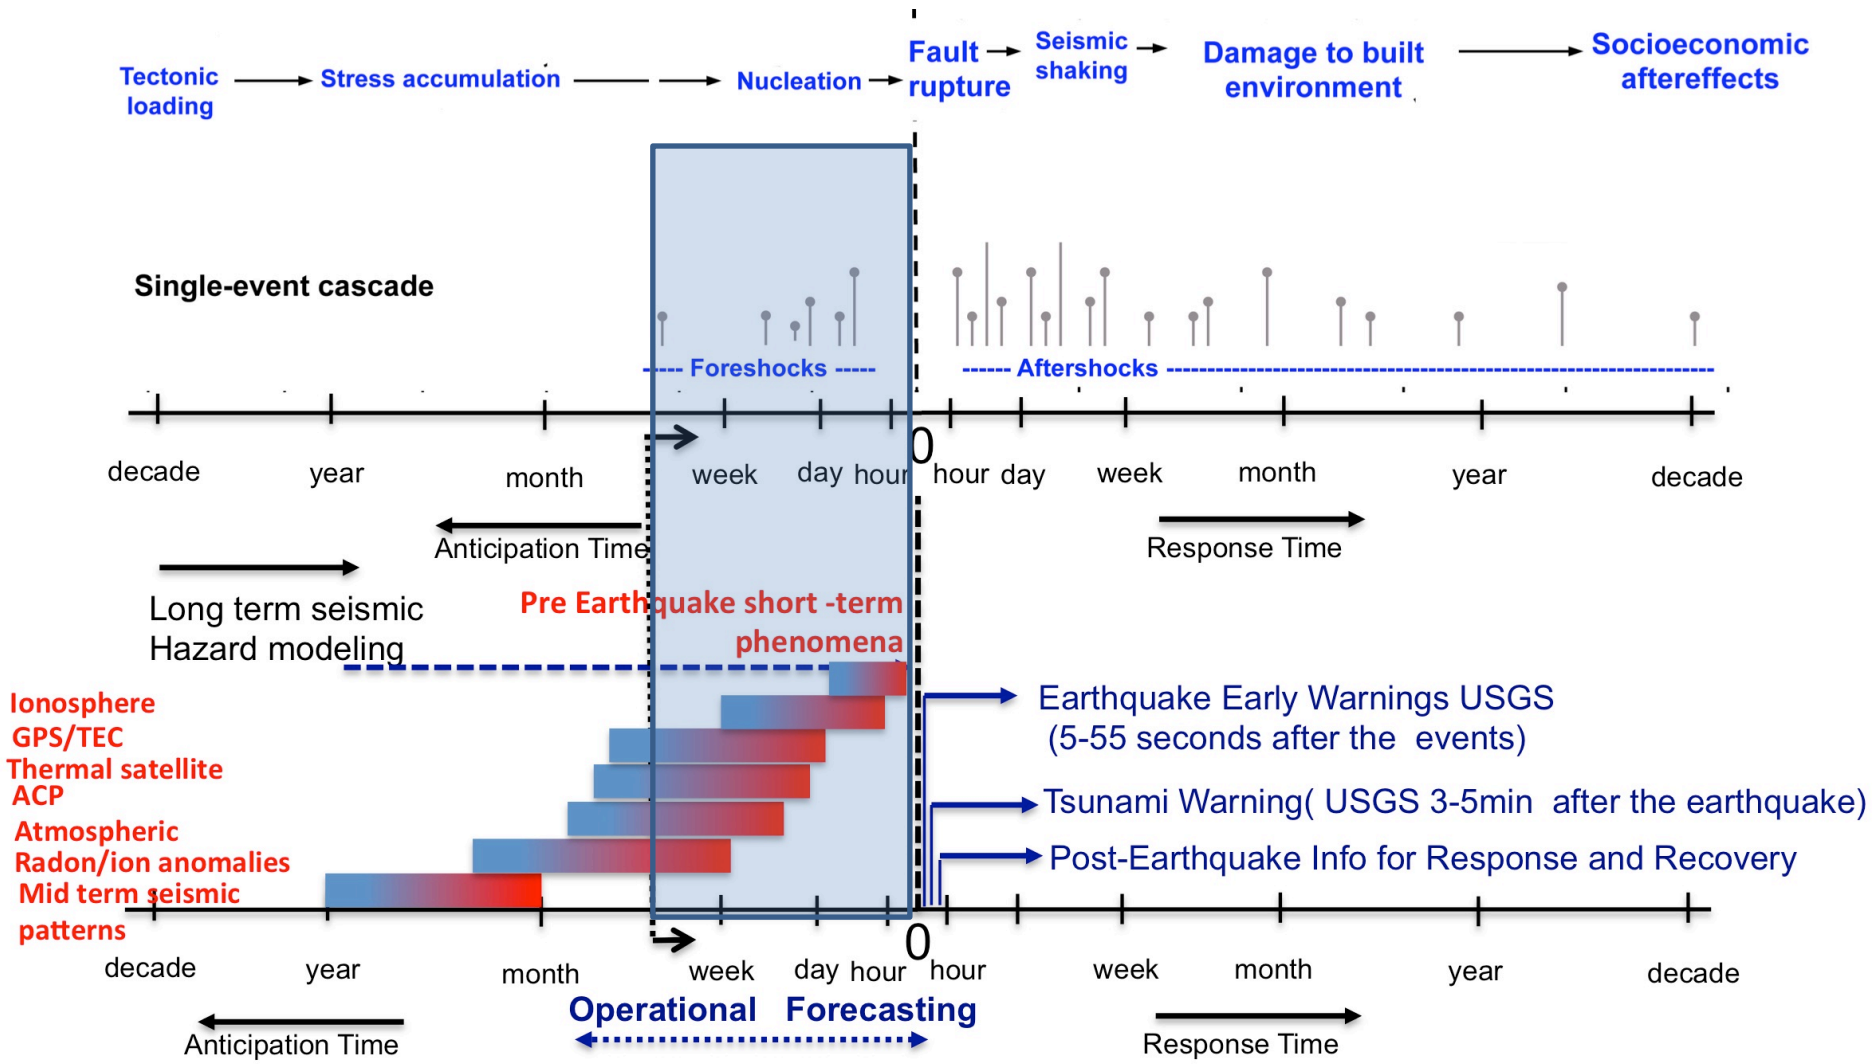 Tectonic
loading
Stress accumulation
Nucleation
Fault
rupture
Seismic
shaking
Damage to built
environment
Socioeconomic
aftereffects
Single-event cascade
Foreshocks
Aftershocks
0
decade year month week day hour hour day week month year decade
Anticipation Time
Response Time
Long term seismic
Hazard modeling
Pre Earthquake short -term
phenomena
Ionosphere
GPS/TEC
Thermal satellite
ACP
Atmospheric
Radon/ion anomalies
Mid term seismic
patterns
Earthquake Early Warnings USGS
(5-55 seconds after the events)
Tsunami Warning( USGS 3-5min after the earthquake)
Post-Earthquake Info for Response and Recovery
0
decade year month week day hour hour week month year decade
Operational Forecasting
Anticipation Time
Response Time